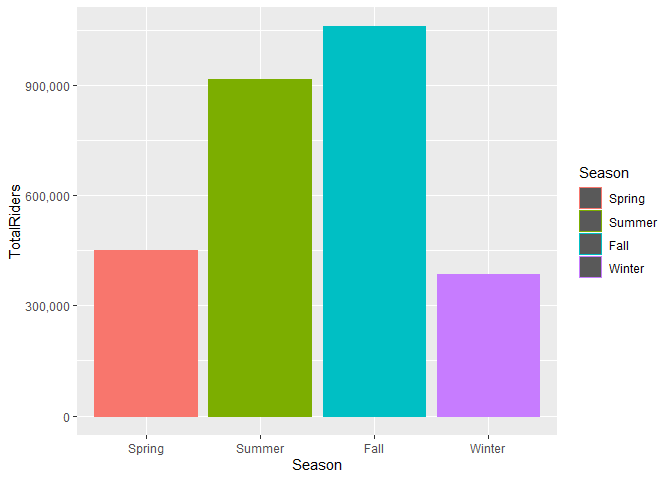 TotalRiders
900,000
600,000
300,000
0
Spring
Summer
Fall
Winter
Season
Season
Spring
Summer
Fall
Winter